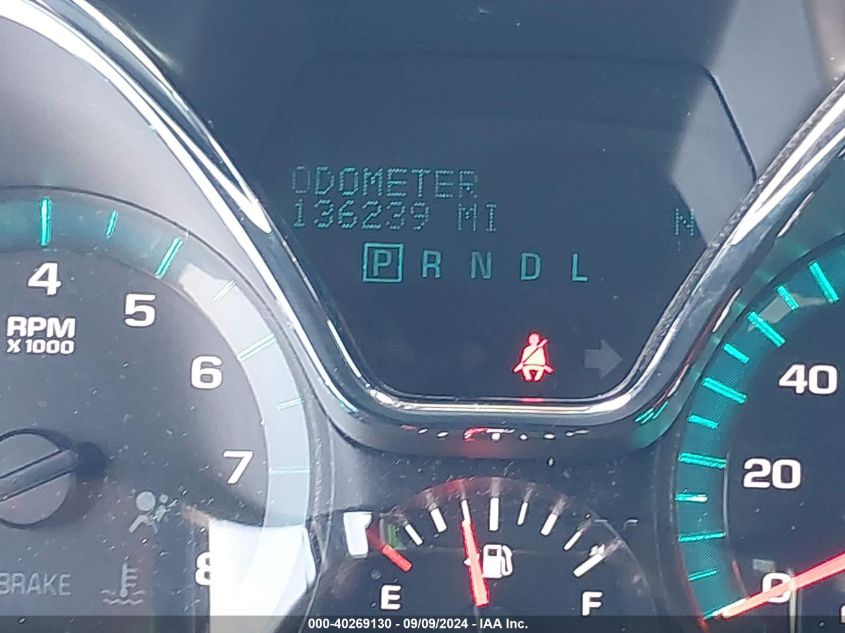 ODOMETER
136239 MI N
P R N D L
4
5
RPM
X1000
6
7
8
40
20
0
BRAKE
E
F
000-40269130 - 09/09/2024 - IAA Inc.